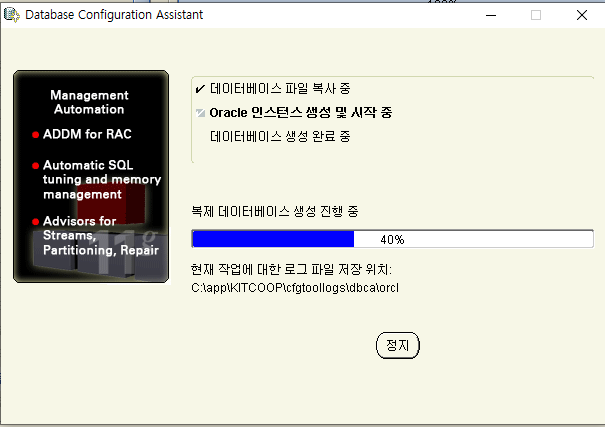 Database Configuration Assistant
Management
Automation
ADDM for RAC
Automatic SQL
tuning and memory
management
Advisors for
Streams,
Partitioning, Repair
11g
데이터베이스 파일 복사 중
Oracle 인스턴스 생성 및 시작 중
데이터베이스 생성 완료 중
복제 데이터베이스 생성 진행 중
40%
현재 작업에 대한 로그 파일 저장 위치:
C:\app\KITCOOP\cfgtoollogs\dbca\orcl
정지